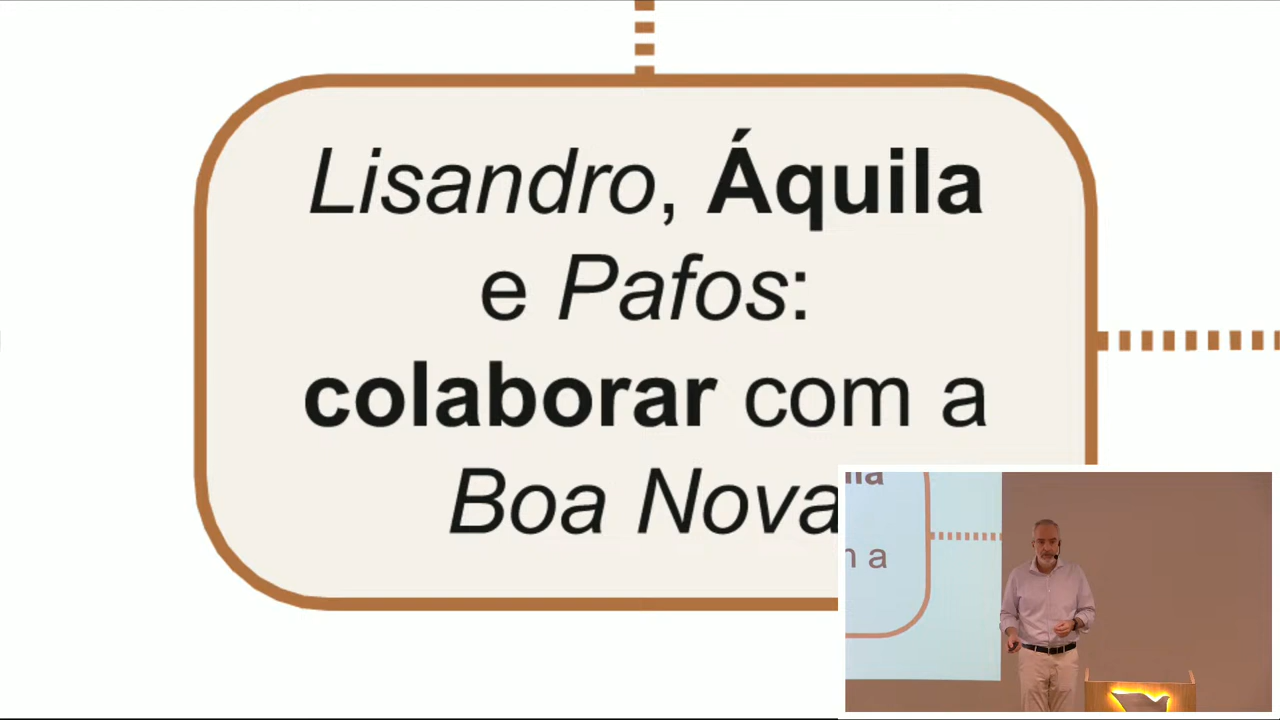 Lisandro, Áquila
e Pafos:
colaborar com a
Boa Nova
a